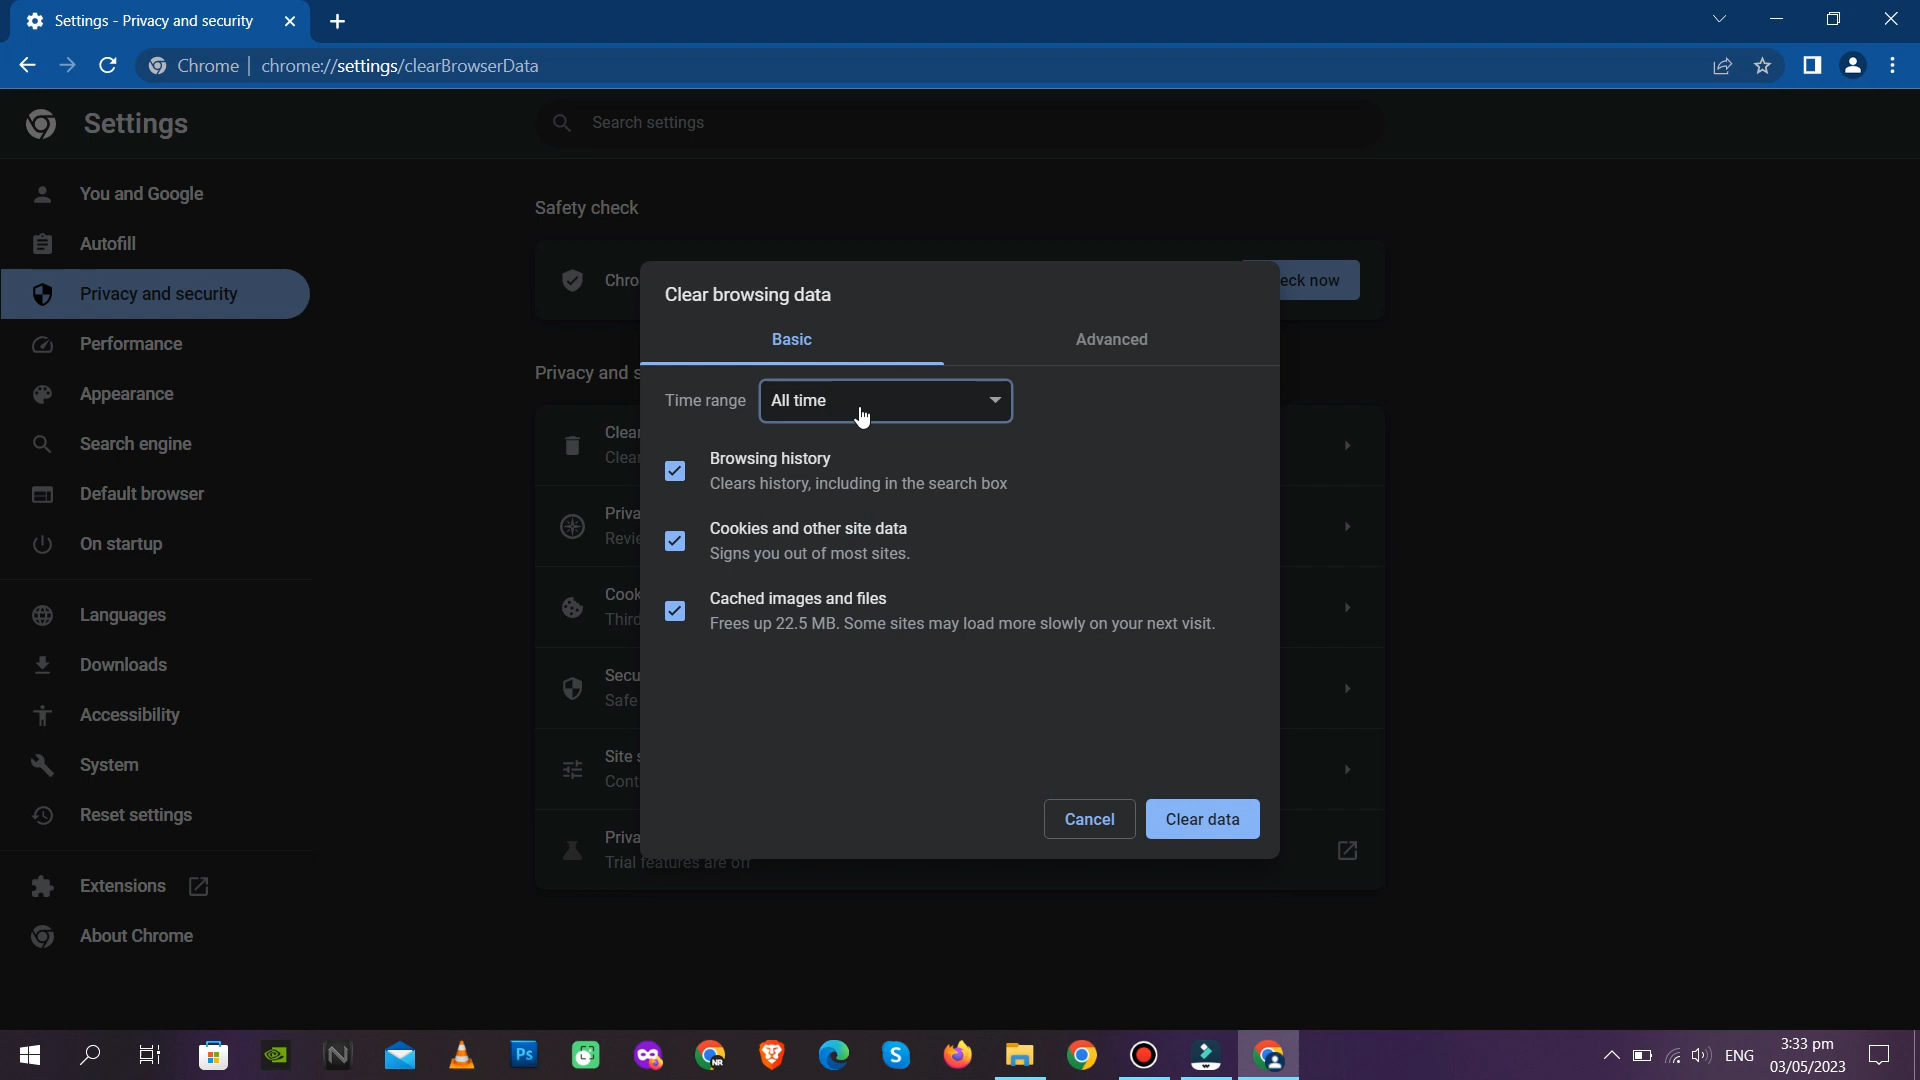 Settings - Privacy and security
Chrome | chrome://settings/clearBrowserData
Settings
Search settings
You and Google
Autofill
Privacy and security
Performance
Appearance
Search engine
Default browser
On startup
Languages
Downloads
Accessibility
System
Reset settings
Extensions
About Chrome
Safety check
Chro
eck now
Privacy and s
Clear
Clear
Priva
Revie
Cook
Third
Secu
Safe
Site s
Cont
Priva
Trial features are off
Clear browsing data
Basic
Advanced
Time range
All time
Browsing history
Clears history, including in the search box
Cookies and other site data
Signs you out of most sites.
Cached images and files
Frees up 22.5 MB. Some sites may load more slowly on your next visit.
Cancel
Clear data
N
Ps
NR
S
ENG
3:33 pm
03/05/2023